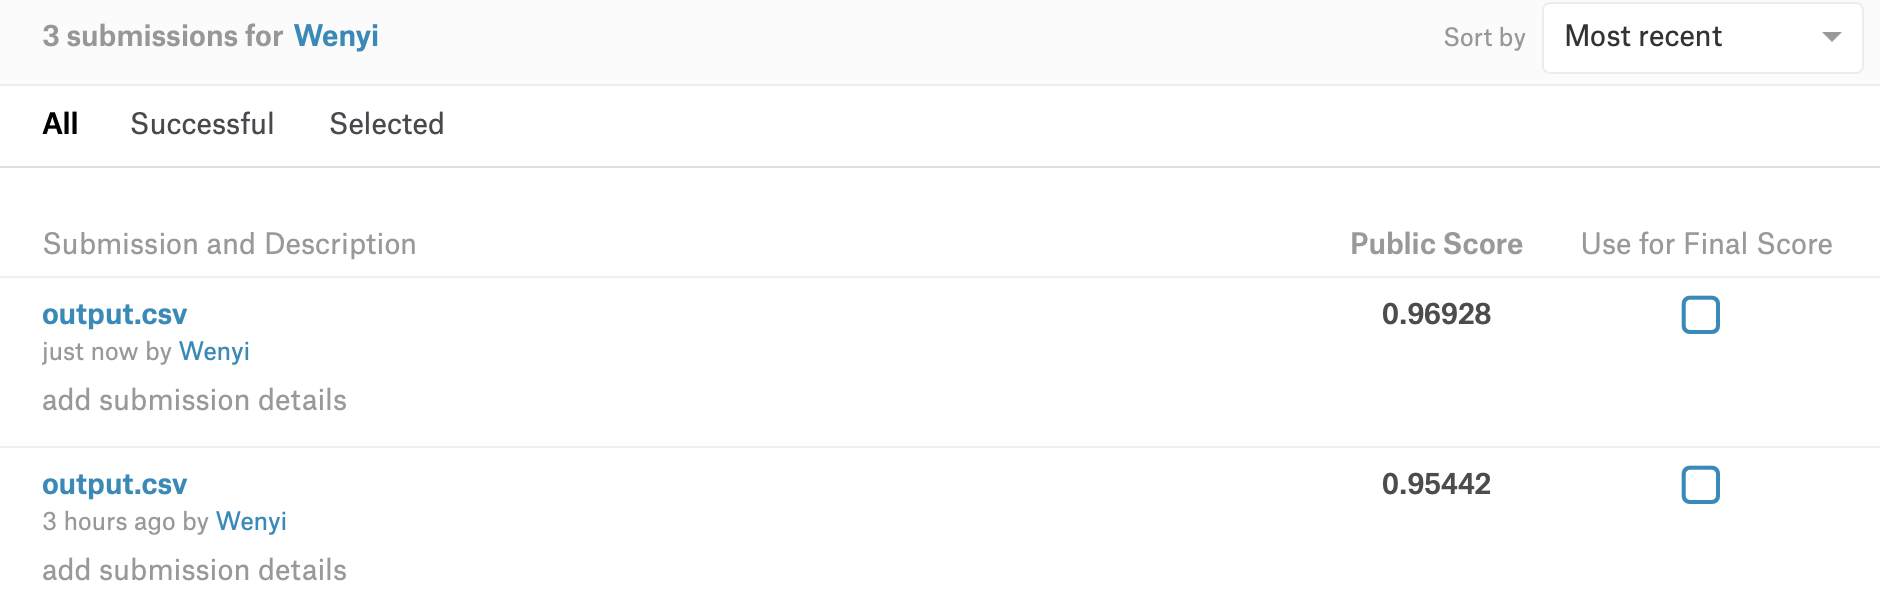 3 submissions for Wenyi
Sort by Most recent
All Successful Selected
Submission and Description Public Score Use for Final Score
output.csv 0.96928
just now by Wenyi
add submission details
output.csv 0.95442
3 hours ago by Wenyi
add submission details